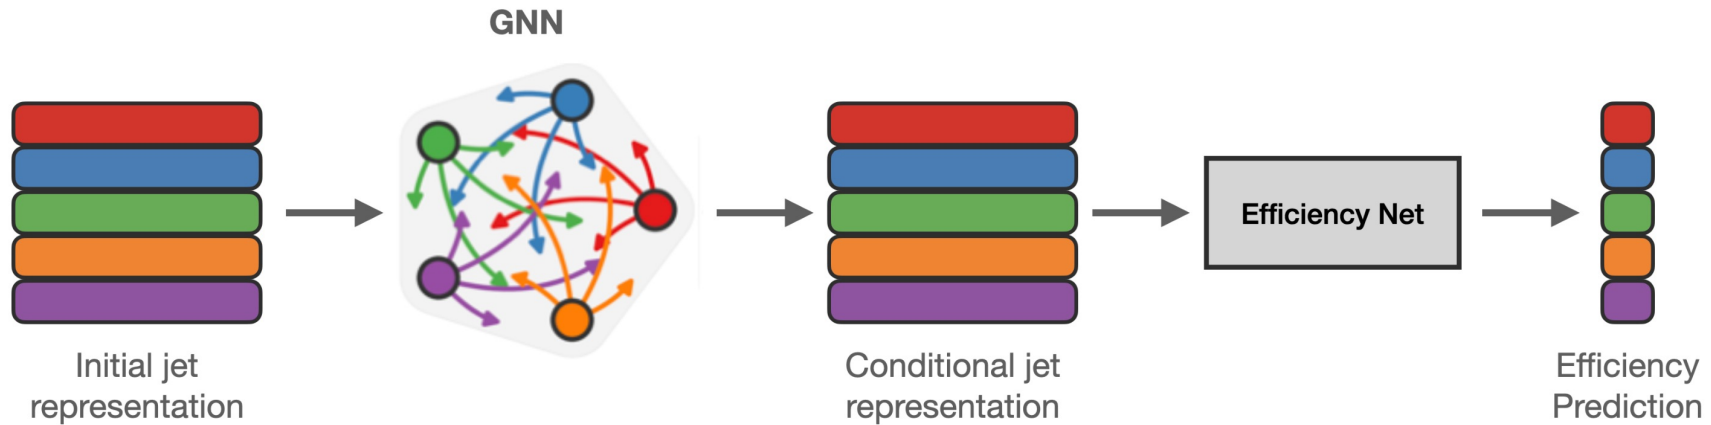 GNN
Efficiency Net
Initial jet
representation
Conditional jet
representation
Efficiency
Prediction